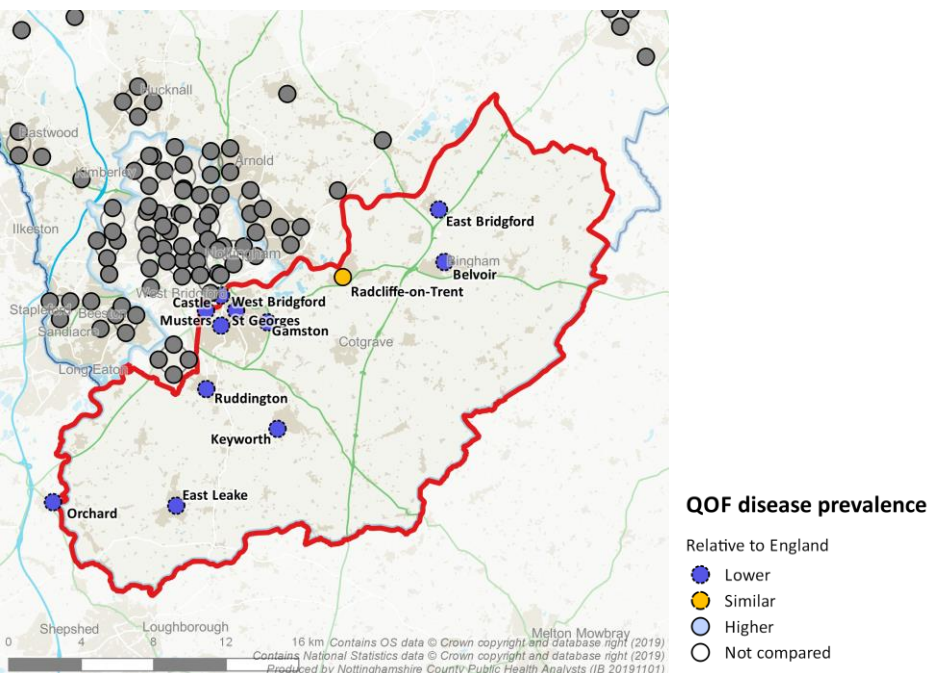 Hucknall
Eastwood
Arnold
Kimberley
East Bridgford
Ilkeston
Nottingham
Bingham
Belvoir
Radcliffe-on-Trent
West Bridgford
Castle
West Bridgford
Stapleford
Beeston
Musters
St Georges
Sandiacre
Gamston
Cotgrave
Long Eaton
Ruddington
Keyworth
East Leake
Orchard
QOF disease prevalence
Relative to England
Lower
Similar
Higher
Not compared
Shepshed
Loughborough
Melton Mowbray
0 4 8 12 16 km
Contains OS data © Crown copyright and database right (2019)
Contains National Statistics data © Crown copyright and database right (2019)
Produced by Nottinghamshire County Public Health Analysts (IB 20191101)